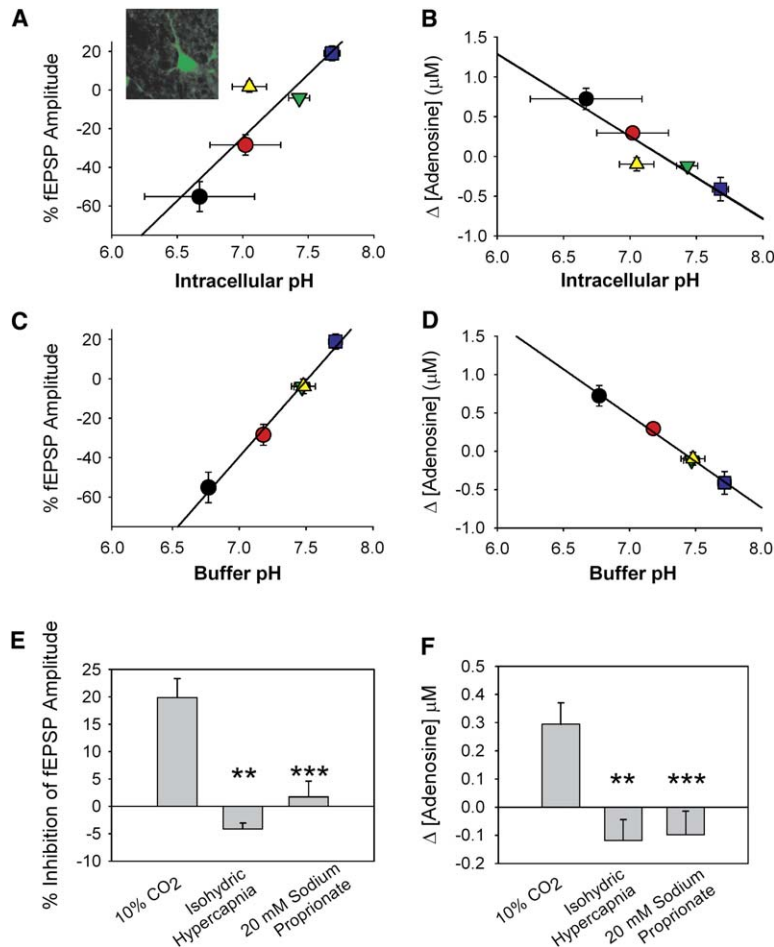 A
% fEPSP Amplitude
20
0
-20
-40
-60
6.0 6.5 7.0 7.5 8.0
Intracellular pH
B
Δ [Adenosine] (μM)
1.5
1.0
0.5
0.0
-0.5
-1.0
6.0 6.5 7.0 7.5 8.0
Intracellular pH
C
% fEPSP Amplitude
20
0
-20
-40
-60
6.0 6.5 7.0 7.5 8.0
Buffer pH
D
Δ [Adenosine] (μM)
1.5
1.0
0.5
0.0
-0.5
-1.0
6.0 6.5 7.0 7.5 8.0
Buffer pH
E
% Inhibition of fEPSP Amplitude
25
20
15
10
5
0
-5
-10
** ***
10% CO2
Isohydric
Hypercapnia
20 mM Sodium
Proprionate
F
Δ [Adenosine] μM
0.5
0.4
0.3
0.2
0.1
0.0
-0.1
-0.2
** ***
10% CO2
Isohydric
Hypercapnia
20 mM Sodium
Proprionate